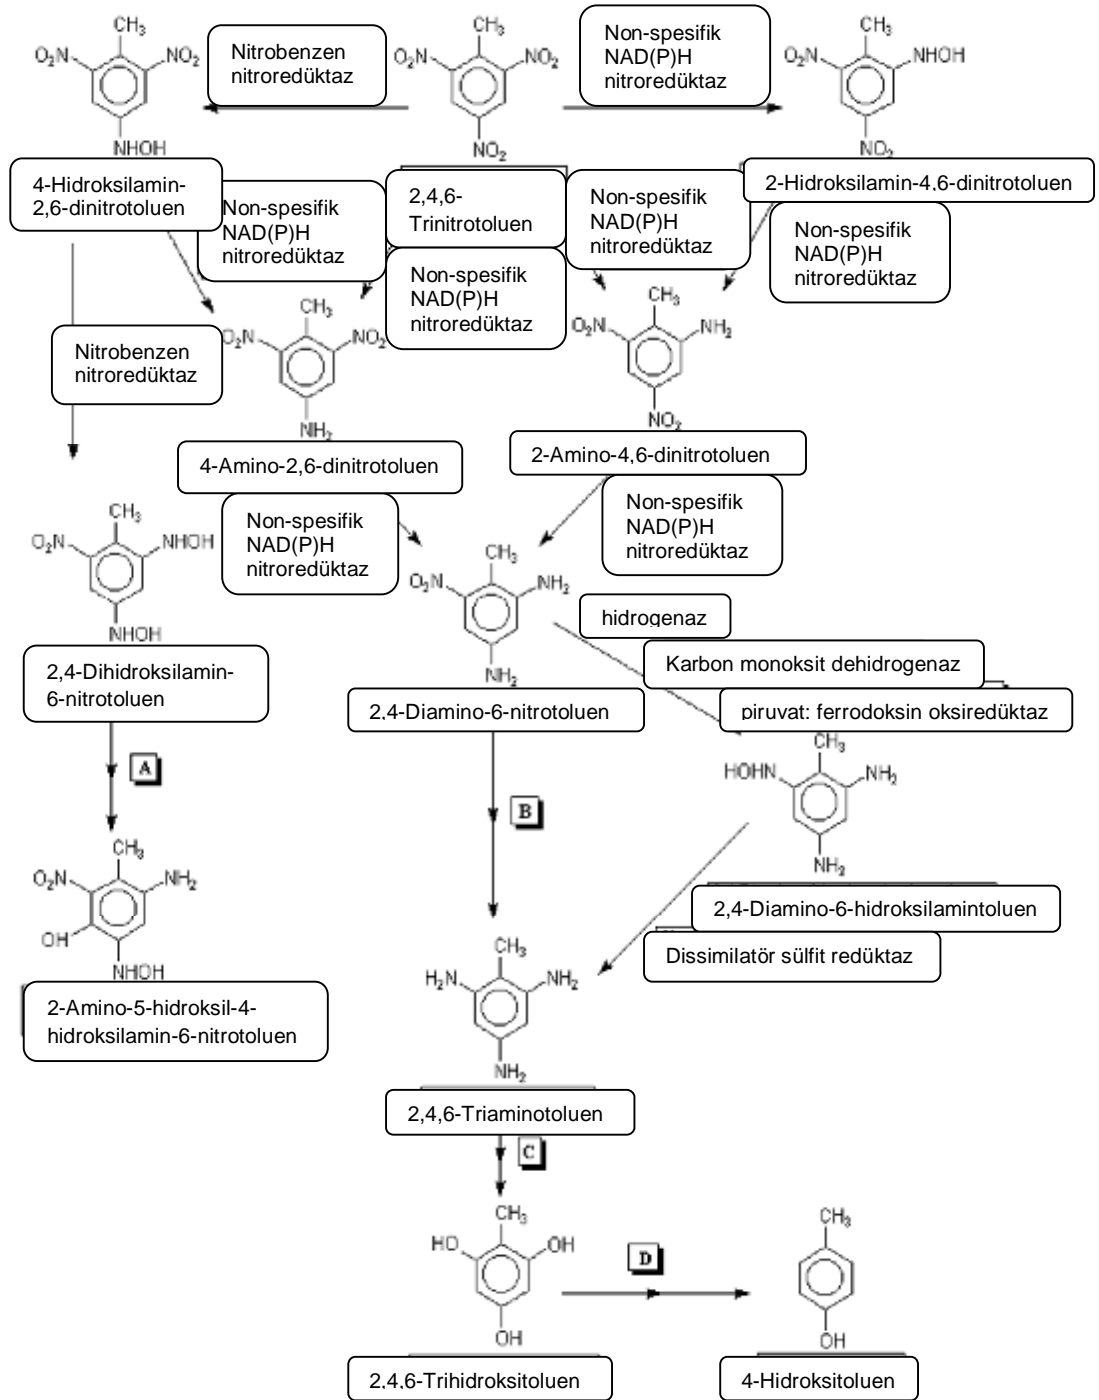 CH₃
O₂N
NO₂
NHOH
Nitrobenzen
nitroredüktaz
CH₃
O₂N
NO₂
NO₂
Non-spesifik
NAD(P)H
nitroredüktaz
CH₃
O₂N
NHOH
NO₂
4-Hidroksilamin-
2,6-dinitrotoluen
Non-spesifik
NAD(P)H
nitroredüktaz
2,4,6-
Trinitrotoluen
Non-spesifik
NAD(P)H
nitroredüktaz
2-Hidroksilamin-4,6-dinitrotoluen
Non-spesifik
NAD(P)H
nitroredüktaz
Non-spesifik
NAD(P)H
nitroredüktaz
Nitrobenzen
nitroredüktaz
CH₃
O₂N
NO₂
NH₂
CH₃
O₂N
NH₂
NO₂
4-Amino-2,6-dinitrotoluen
2-Amino-4,6-dinitrotoluen
Non-spesifik
NAD(P)H
nitroredüktaz
Non-spesifik
NAD(P)H
nitroredüktaz
CH₃
O₂N
NHOH
NHOH
CH₃
O₂N
NH₂
NH₂
hidrogenaz
Karbon monoksit dehidrogenaz
piruvat: ferrodoksin oksiredüktaz
2,4-Dihidroksilamin-
6-nitrotoluen
2,4-Diamino-6-nitrotoluen
A
B
CH₃
HOHN
NH₂
NH₂
CH₃
O₂N
NH₂
OH
NHOH
2,4-Diamino-6-hidroksilamintoluen
Dissimilatör sülfit redüktaz
2-Amino-5-hidroksil-4-
hidroksilamin-6-nitrotoluen
CH₃
H₂N
NH₂
NH₂
2,4,6-Triaminotoluen
C
CH₃
HO
OH
OH
D
CH₃
OH
2,4,6-Trihidroksitoluen
4-Hidroksitoluen